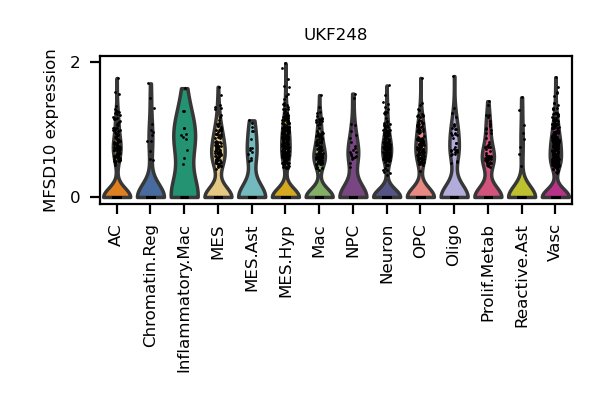 UKF248
MFSD10 expression
2
0
AC
Chromatin.Reg
Inflammatory.Mac
MES
MES.Ast
MES.Hyp
Mac
NPC
Neuron
OPC
Oligo
Prolif.Metab
Reactive.Ast
Vasc